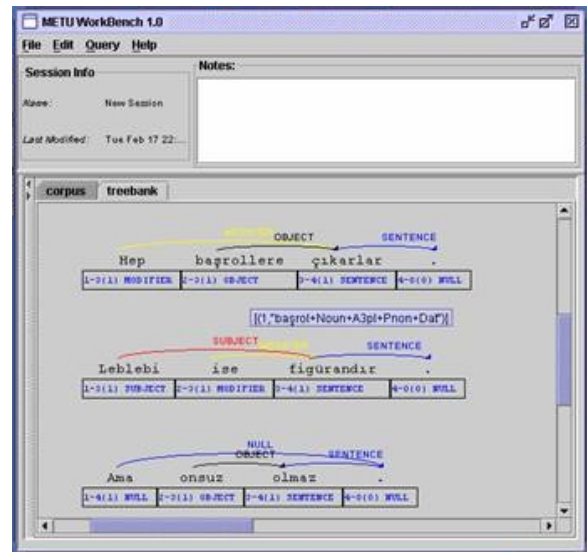 METU WorkBench 1.0
File Edit Query Help
Session Info
Notes:
Name: New Session
Last Modified: Tue Feb 17 22:...
corpus treebank
MODIFIER
OBJECT SENTENCE
Hep başrollere çıkarlar .
1-3(1) MODIFIER 2-3(1) OBJECT 3-4(1) SENTENCE 4-0(0) NULL
[(1,"başrol+Noun+A3pl+Pnon+Dat")]
SUBJECT MODIFIER SENTENCE
Leblebi ise figürandır .
1-3(1) SUBJECT 2-3(1) MODIFIER 3-4(1) SENTENCE 4-0(0) NULL
NULL
OBJECT SENTENCE
Ama onsuz olmaz .
1-4(1) NULL 2-3(1) OBJECT 3-4(1) SENTENCE 4-0(0) NULL